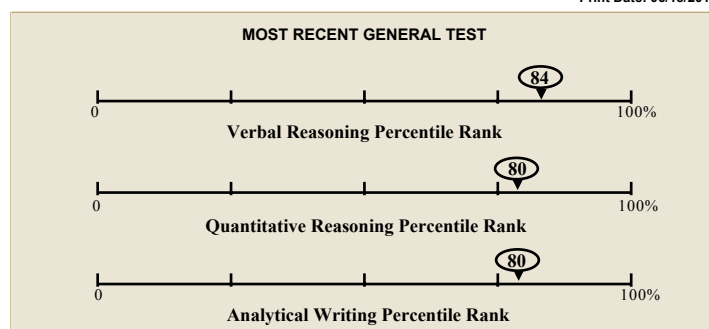 MOST RECENT GENERAL TEST
84
0 100%
Verbal Reasoning Percentile Rank
80
0 100%
Quantitative Reasoning Percentile Rank
80
0 100%
Analytical Writing Percentile Rank